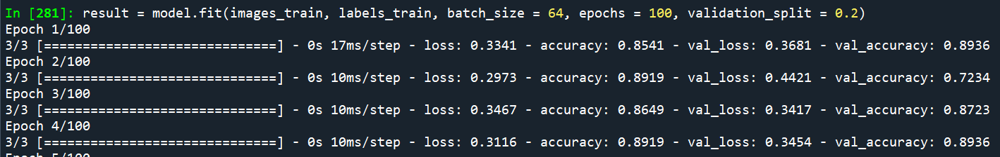 In [281]: result = model.fit(images_train, labels_train, batch_size = 64, epochs = 100, validation_split = 0.2)
Epoch 1/100
3/3 [==============================] - 0s 17ms/step - loss: 0.3341 - accuracy: 0.8541 - val_loss: 0.3681 - val_accuracy: 0.8936
Epoch 2/100
3/3 [==============================] - 0s 10ms/step - loss: 0.2973 - accuracy: 0.8919 - val_loss: 0.4421 - val_accuracy: 0.7234
Epoch 3/100
3/3 [==============================] - 0s 10ms/step - loss: 0.3467 - accuracy: 0.8649 - val_loss: 0.3417 - val_accuracy: 0.8723
Epoch 4/100
3/3 [==============================] - 0s 10ms/step - loss: 0.3116 - accuracy: 0.8919 - val_loss: 0.3454 - val_accuracy: 0.8936
Epoch 5/100